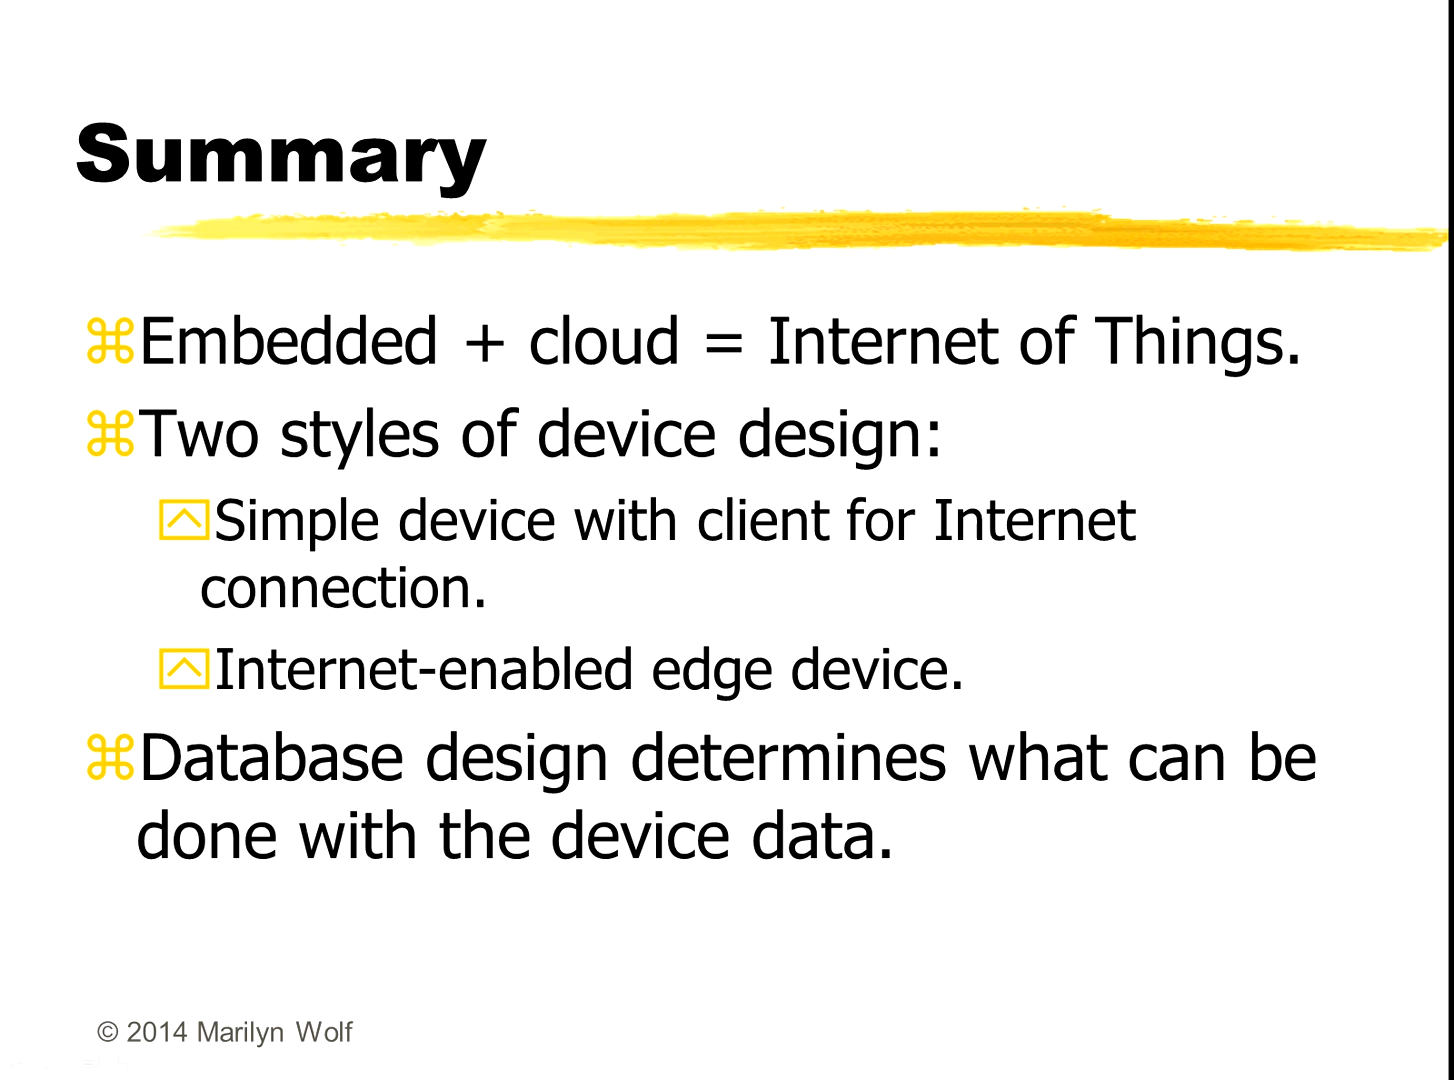 Summary
⌘Embedded + cloud = Internet of Things.
⌘Two styles of device design:
Simple device with client for Internet
connection.
Internet-enabled edge device.
⌘Database design determines what can be
done with the device data.
© 2014 Marilyn Wolf